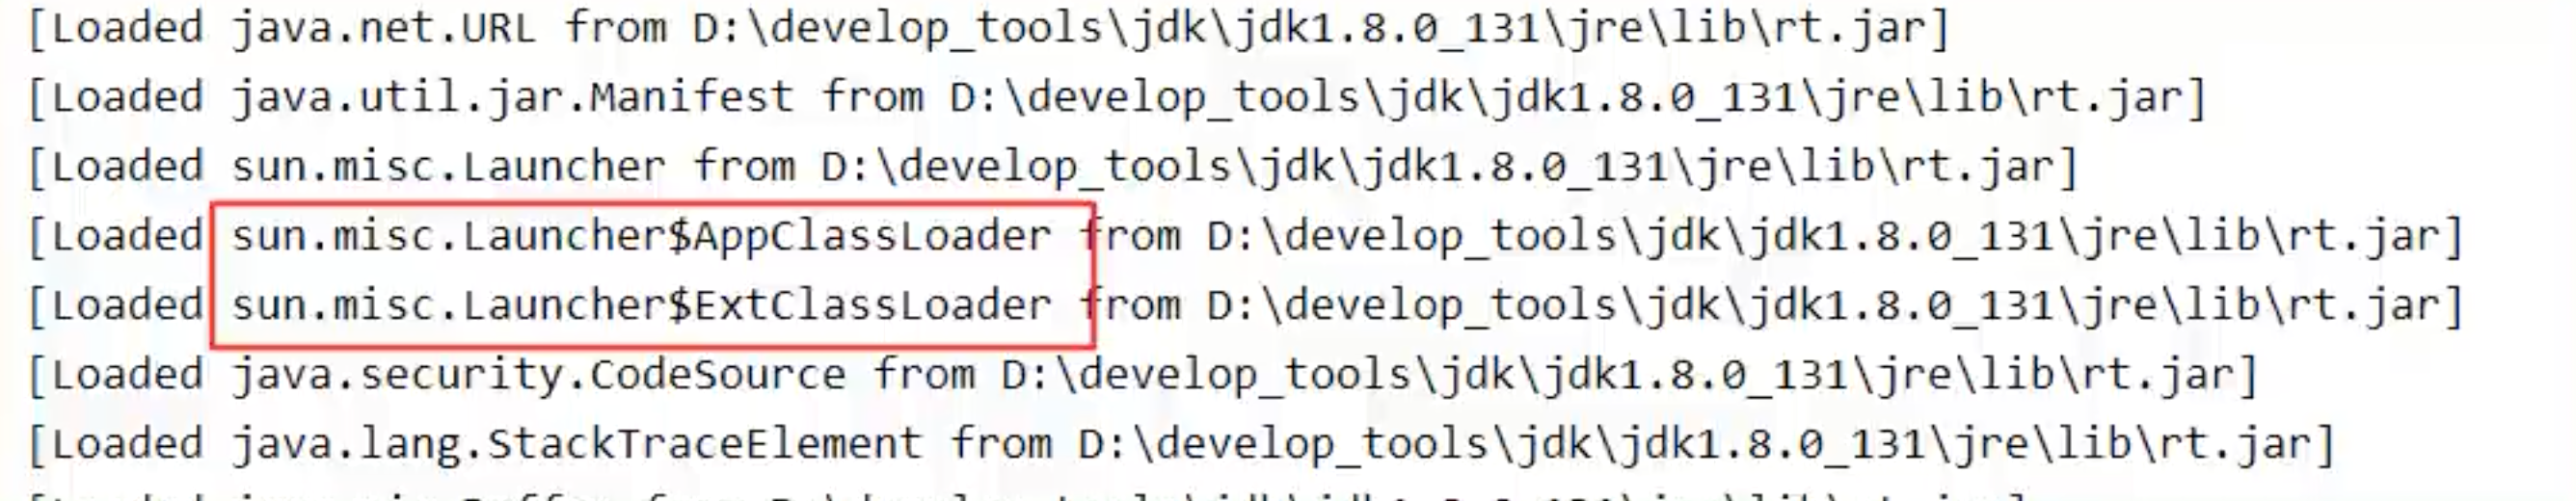 [Loaded java.net.URL from D:\develop_tools\jdk\jdk1.8.0_131\jre\lib\rt.jar]
[Loaded java.util.jar.Manifest from D:\develop_tools\jdk\jdk1.8.0_131\jre\lib\rt.jar]
[Loaded sun.misc.Launcher from D:\develop_tools\jdk\jdk1.8.0_131\jre\lib\rt.jar]
[Loaded sun.misc.Launcher$AppClassLoader from D:\develop_tools\jdk\jdk1.8.0_131\jre\lib\rt.jar]
[Loaded sun.misc.Launcher$ExtClassLoader from D:\develop_tools\jdk\jdk1.8.0_131\jre\lib\rt.jar]
[Loaded java.security.CodeSource from D:\develop_tools\jdk\jdk1.8.0_131\jre\lib\rt.jar]
[Loaded java.lang.StackTraceElement from D:\develop_tools\jdk\jdk1.8.0_131\jre\lib\rt.jar]